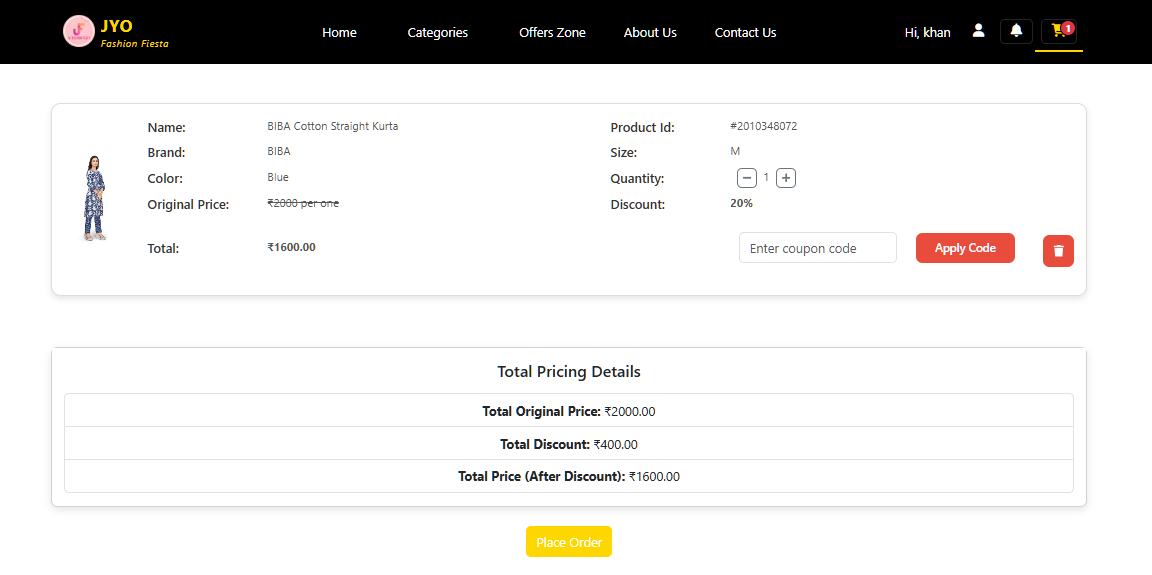 JYO
Fashion Fiesta
Home Categories Offers Zone About Us Contact Us Hi, khan 1
Name: BIBA Cotton Straight Kurta Product Id: #2010348072
Brand: BIBA Size: M
Color: Blue Quantity: − 1 +
Original Price: ₹2000 per one Discount: 20%
Total: ₹1600.00 Enter coupon code Apply Code
Total Pricing Details
Total Original Price: ₹2000.00
Total Discount: ₹400.00
Total Price (After Discount): ₹1600.00
Place Order